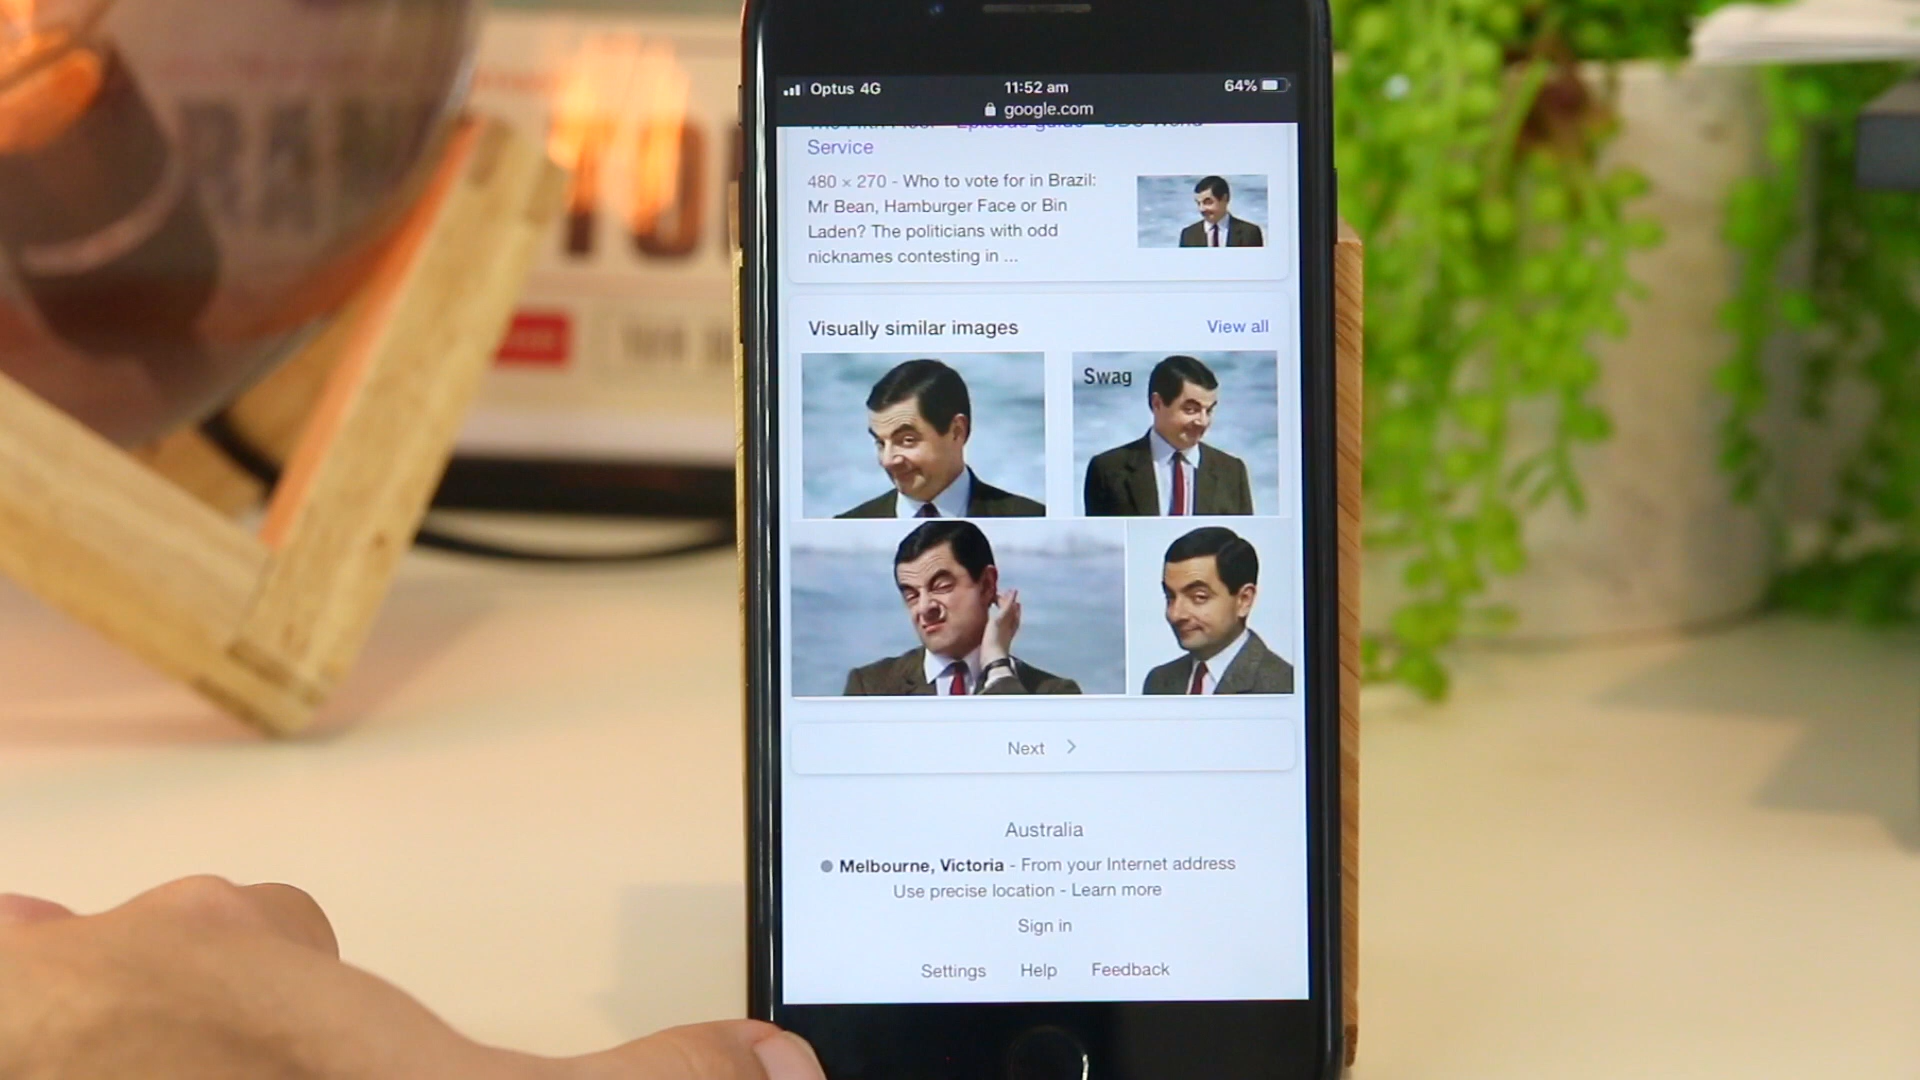 Optus 4G 11:52 am 64%
google.com
Episode guide
Service
480 × 270 - Who to vote for in Brazil:
Mr Bean, Hamburger Face or Bin
Laden? The politicians with odd
nicknames contesting in ...
Visually similar images View all
Swag
Next
Australia
Melbourne, Victoria - From your Internet address
Use precise location - Learn more
Sign in
Settings Help Feedback